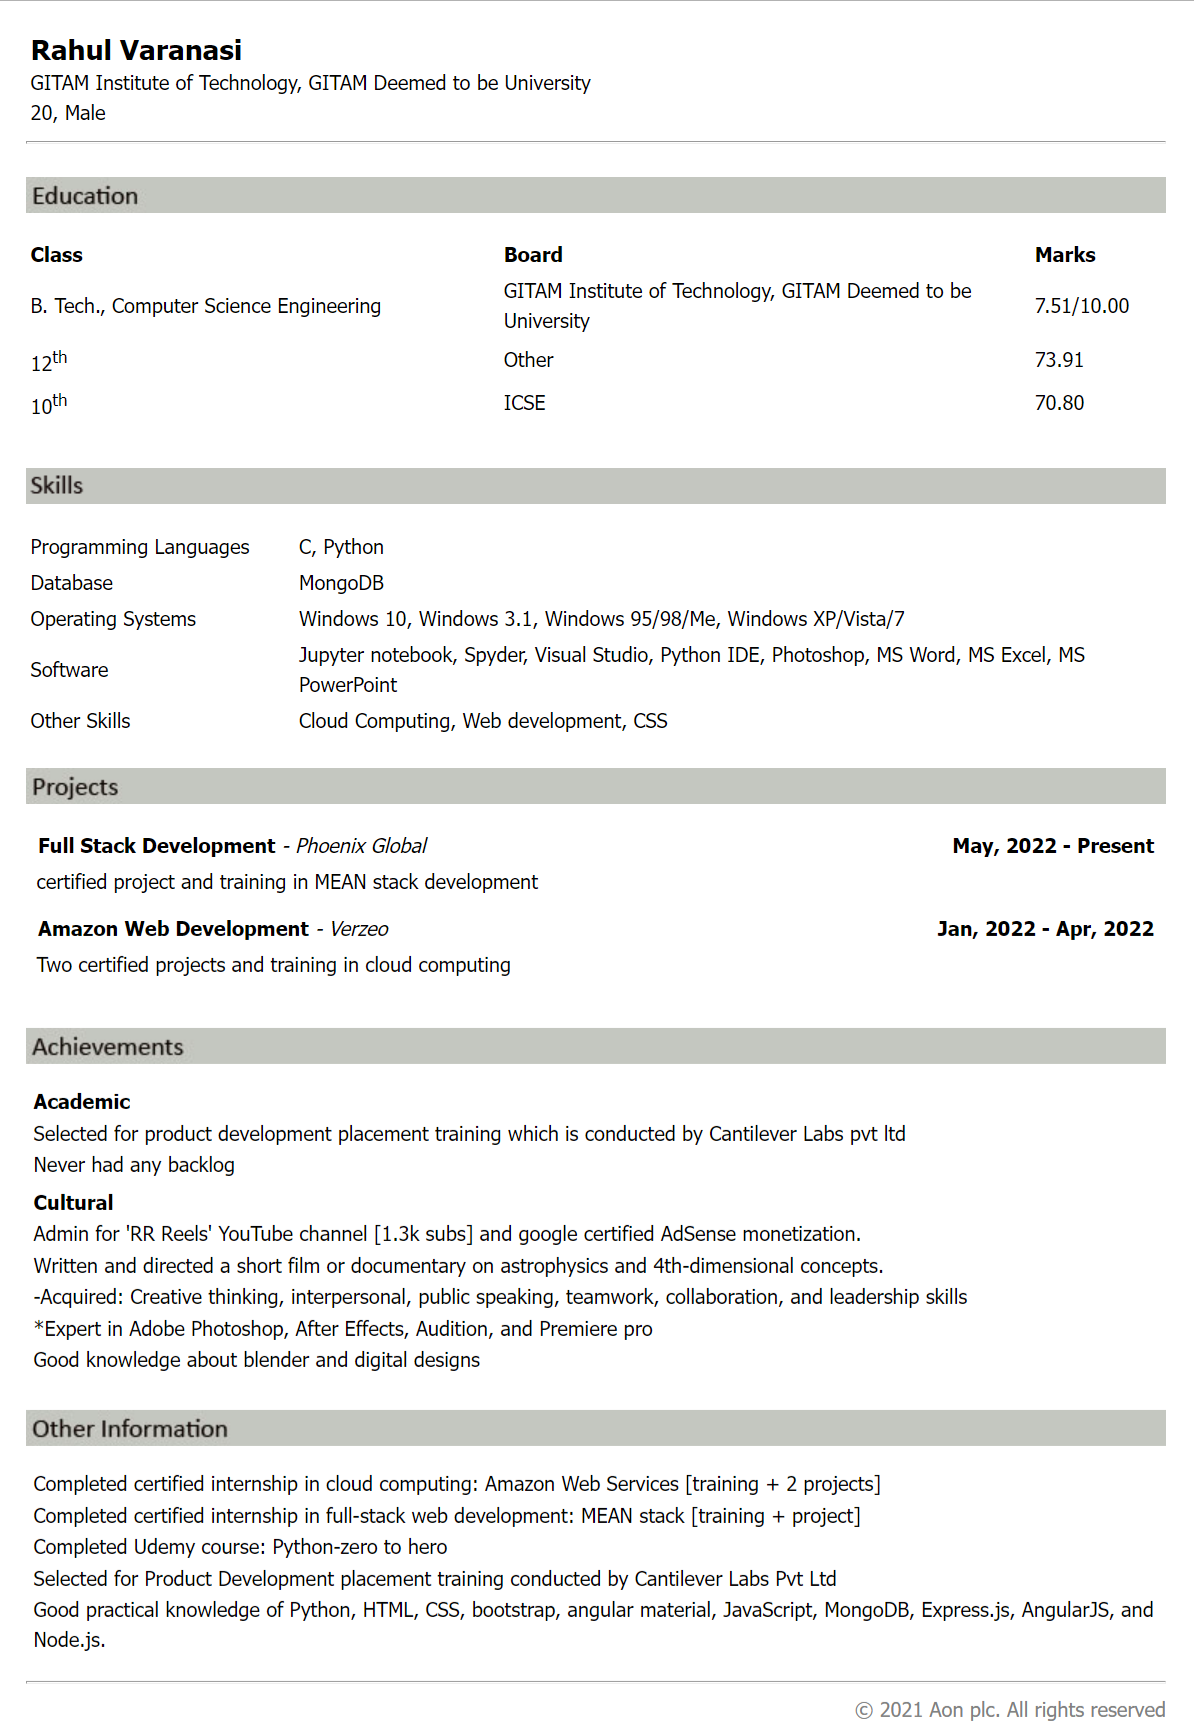 Rahul Varanasi
GITAM Institute of Technology, GITAM Deemed to be University
20, Male
Education
Class Board Marks
B. Tech., Computer Science Engineering GITAM Institute of Technology, GITAM Deemed to be University 7.51/10.00
12th Other 73.91
10th ICSE 70.80
Skills
Programming Languages C, Python
Database MongoDB
Operating Systems Windows 10, Windows 3.1, Windows 95/98/Me, Windows XP/Vista/7
Software Jupyter notebook, Spyder, Visual Studio, Python IDE, Photoshop, MS Word, MS Excel, MS PowerPoint
Other Skills Cloud Computing, Web development, CSS
Projects
Full Stack Development - Phoenix Global May, 2022 - Present
certified project and training in MEAN stack development
Amazon Web Development - Verzeo Jan, 2022 - Apr, 2022
Two certified projects and training in cloud computing
Achievements
Academic
Selected for product development placement training which is conducted by Cantilever Labs pvt ltd
Never had any backlog
Cultural
Admin for 'RR Reels' YouTube channel [1.3k subs] and google certified AdSense monetization.
Written and directed a short film or documentary on astrophysics and 4th-dimensional concepts.
-Acquired: Creative thinking, interpersonal, public speaking, teamwork, collaboration, and leadership skills
*Expert in Adobe Photoshop, After Effects, Audition, and Premiere pro
Good knowledge about blender and digital designs
Other Information
Completed certified internship in cloud computing: Amazon Web Services [training + 2 projects]
Completed certified internship in full-stack web development: MEAN stack [training + project]
Completed Udemy course: Python-zero to hero
Selected for Product Development placement training conducted by Cantilever Labs Pvt Ltd
Good practical knowledge of Python, HTML, CSS, bootstrap, angular material, JavaScript, MongoDB, Express.js, AngularJS, and
Node.js.
© 2021 Aon plc. All rights reserved